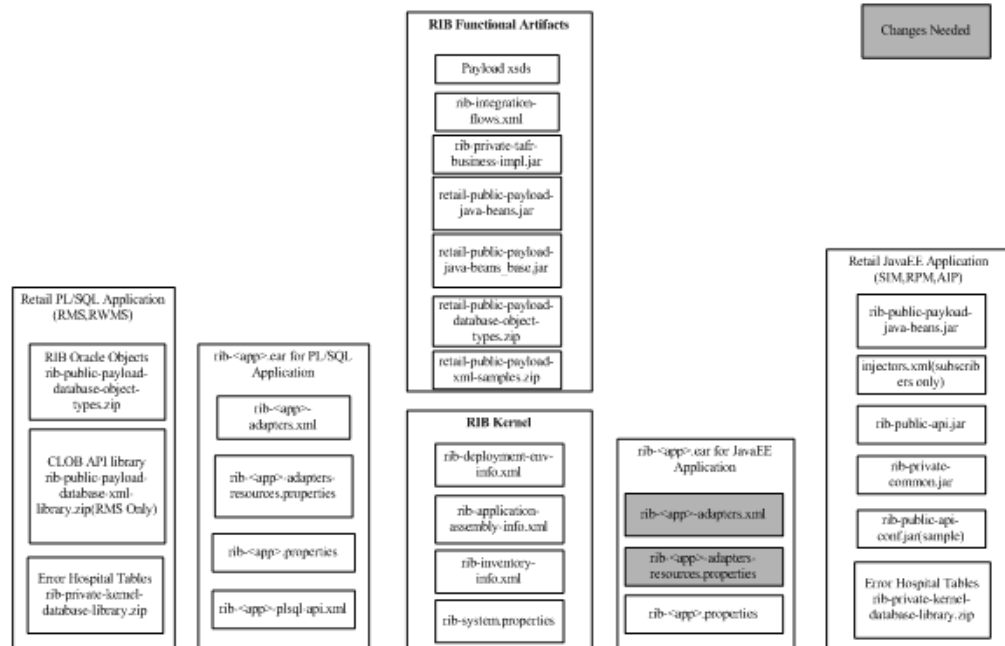 RIB Functional Artifacts
Payload xsds
rib-integration-
flows.xml
rib-private-tafr-
business-impl.jar
retail-public-payload-
java-beans.jar
retail-public-payload-
java-beans_base.jar
retail-public-payload-
database-object-
types.zip
retail-public-payload-
xml-samples.zip
Changes Needed
Retail PL/SQL Application
(RMS,RWMS)
RIB Oracle Objects
rib-public-payload-
database-object-
types.zip
CLOB API library
rib-public-payload-
database-xml-
library.zip(RMS Only)
Error Hospital Tables
rib-private-kernel-
database-library.zip
rib-<app>.ear for PL/SQL
Application
rib-<app>-
adapters.xml
rib-<app>-adapters-
resources.properties
rib-<app>.properties
rib-<app>-plsql-api.xml
RIB Kernel
rib-deployment-env-
info.xml
rib-application-
assembly-info.xml
rib-inventory-
info.xml
rib-system.properties
rib-<app>.ear for JavaEE
Application
rib-<app>-adapters.xml
rib-<app>-adapters-
resources.properties
rib-<app>.properties
Retail JavaEE Application
(SIM,RPM,AIP)
rib-public-payload-
java-beans.jar
injectors.xml(subscrib
ers only)
rib-public-api.jar
rib-private-
common.jar
rib-public-api-
conf.jar(sample)
Error Hospital Tables
rib-private-kernel-
database-library.zip